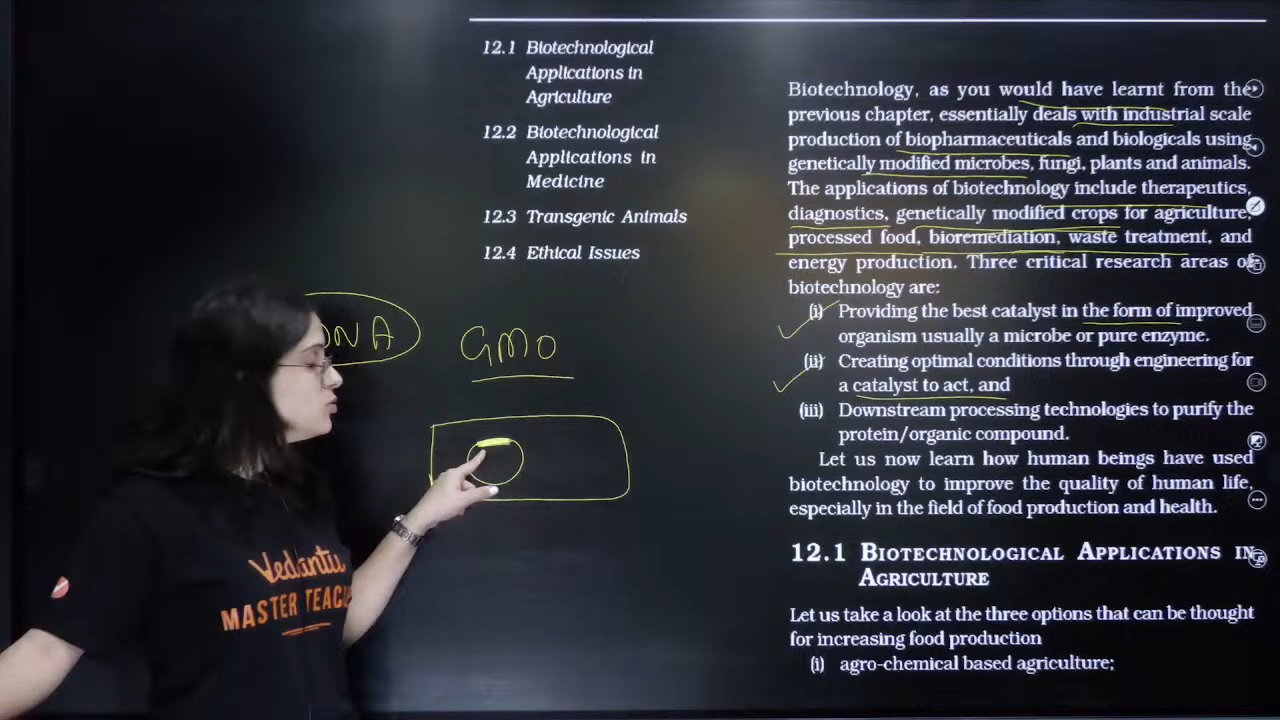 12.1 Biotechnological
Applications in
Agriculture
12.2 Biotechnological
Applications in
Medicine
12.3 Transgenic Animals
12.4 Ethical Issues
Biotechnology, as you would have learnt from the
previous chapter, essentially deals with industrial scale
production of biopharmaceuticals and biologicals using
genetically modified microbes, fungi, plants and animals.
The applications of biotechnology include therapeutics,
diagnostics, genetically modified crops for agriculture,
processed food, bioremediation, waste treatment, and
energy production. Three critical research areas of
biotechnology are:
(i) Providing the best catalyst in the form of improved
organism usually a microbe or pure enzyme.
(ii) Creating optimal conditions through engineering for
a catalyst to act, and
(iii) Downstream processing technologies to purify the
protein/organic compound.
Let us now learn how human beings have used
biotechnology to improve the quality of human life,
especially in the field of food production and health.
12.1 BIOTECHNOLOGICAL APPLICATIONS IN
AGRICULTURE
Let us take a look at the three options that can be thought
for increasing food production
(i) agro-chemical based agriculture;
DNA GMO
Vedantu
MASTER TEACH